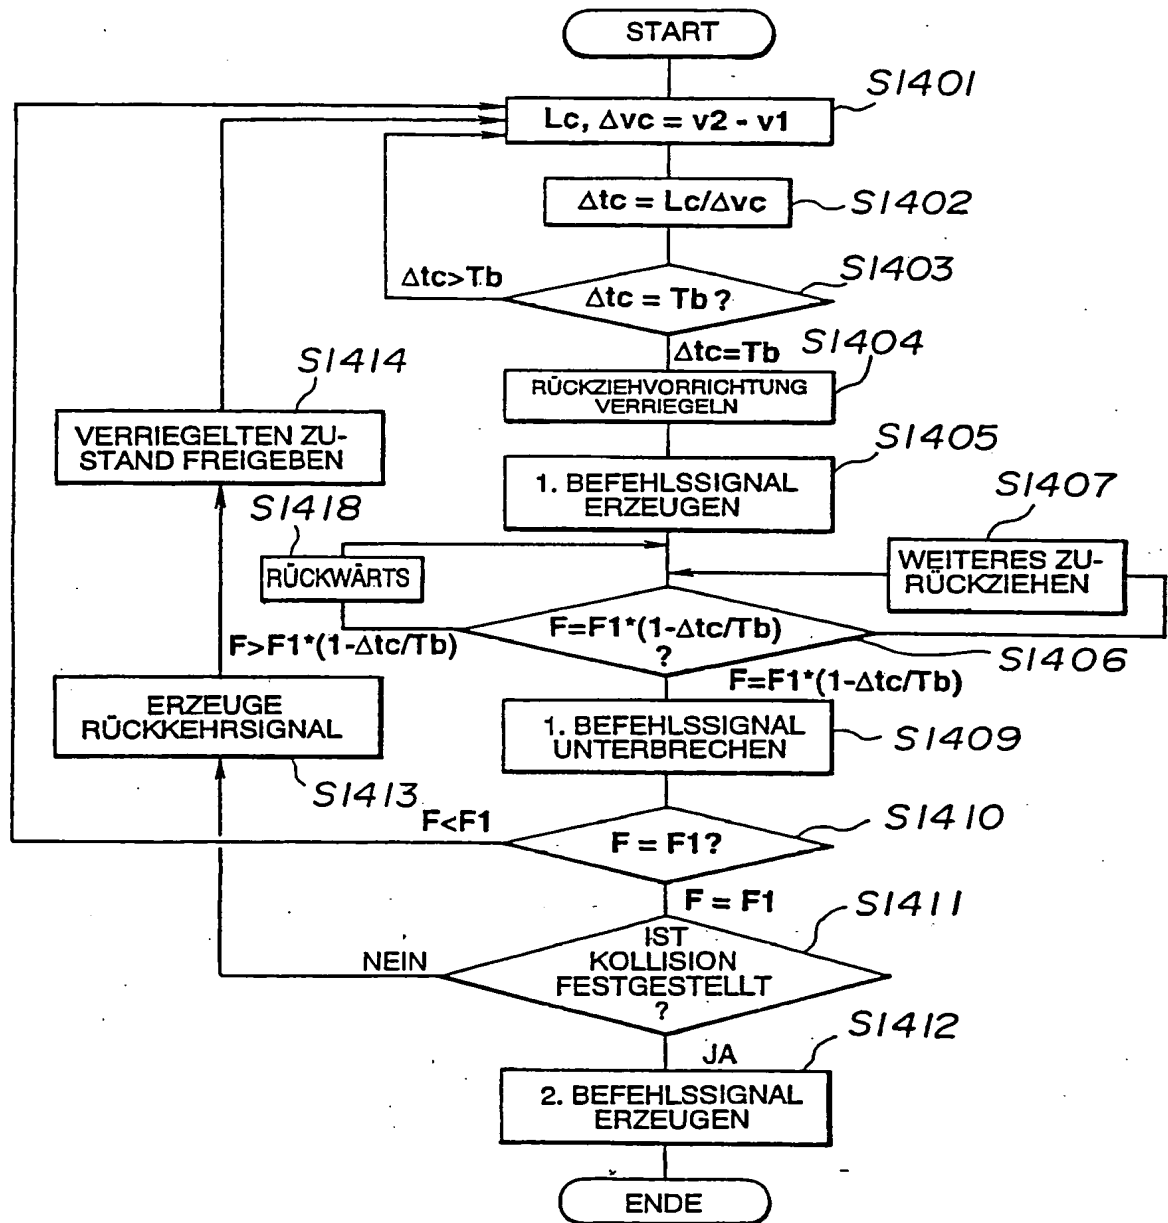 START
S1401
Lc, Δvc = v2 - v1
Δtc = Lc/Δvc
S1402
S1403
Δtc>Tb
Δtc = Tb ?
Δtc=Tb
S1404
RÜCKZIEHVORRICHTUNG
VERRIEGELN
S1414
VERRIEGELTEN ZU-
STAND FREIGEBEN
S1405
1. BEFEHLSSIGNAL
ERZEUGEN
S1407
WEITERES ZU-
RÜCKZIEHEN
S1418
RÜCKWÄRTS
F=F1*(1-Δtc/Tb)
?
F>F1*(1-Δtc/Tb)
S1406
F=F1*(1-Δtc/Tb)
ERZEUGE
RÜCKKEHRSIGNAL
1. BEFEHLSSIGNAL
UNTERBRECHEN
S1409
S1413
F<F1
S1410
F = F1?
F = F1
S1411
IST
KOLLISION
FESTGESTELLT
?
NEIN
S1412
JA
2. BEFEHLSSIGNAL
ERZEUGEN
ENDE